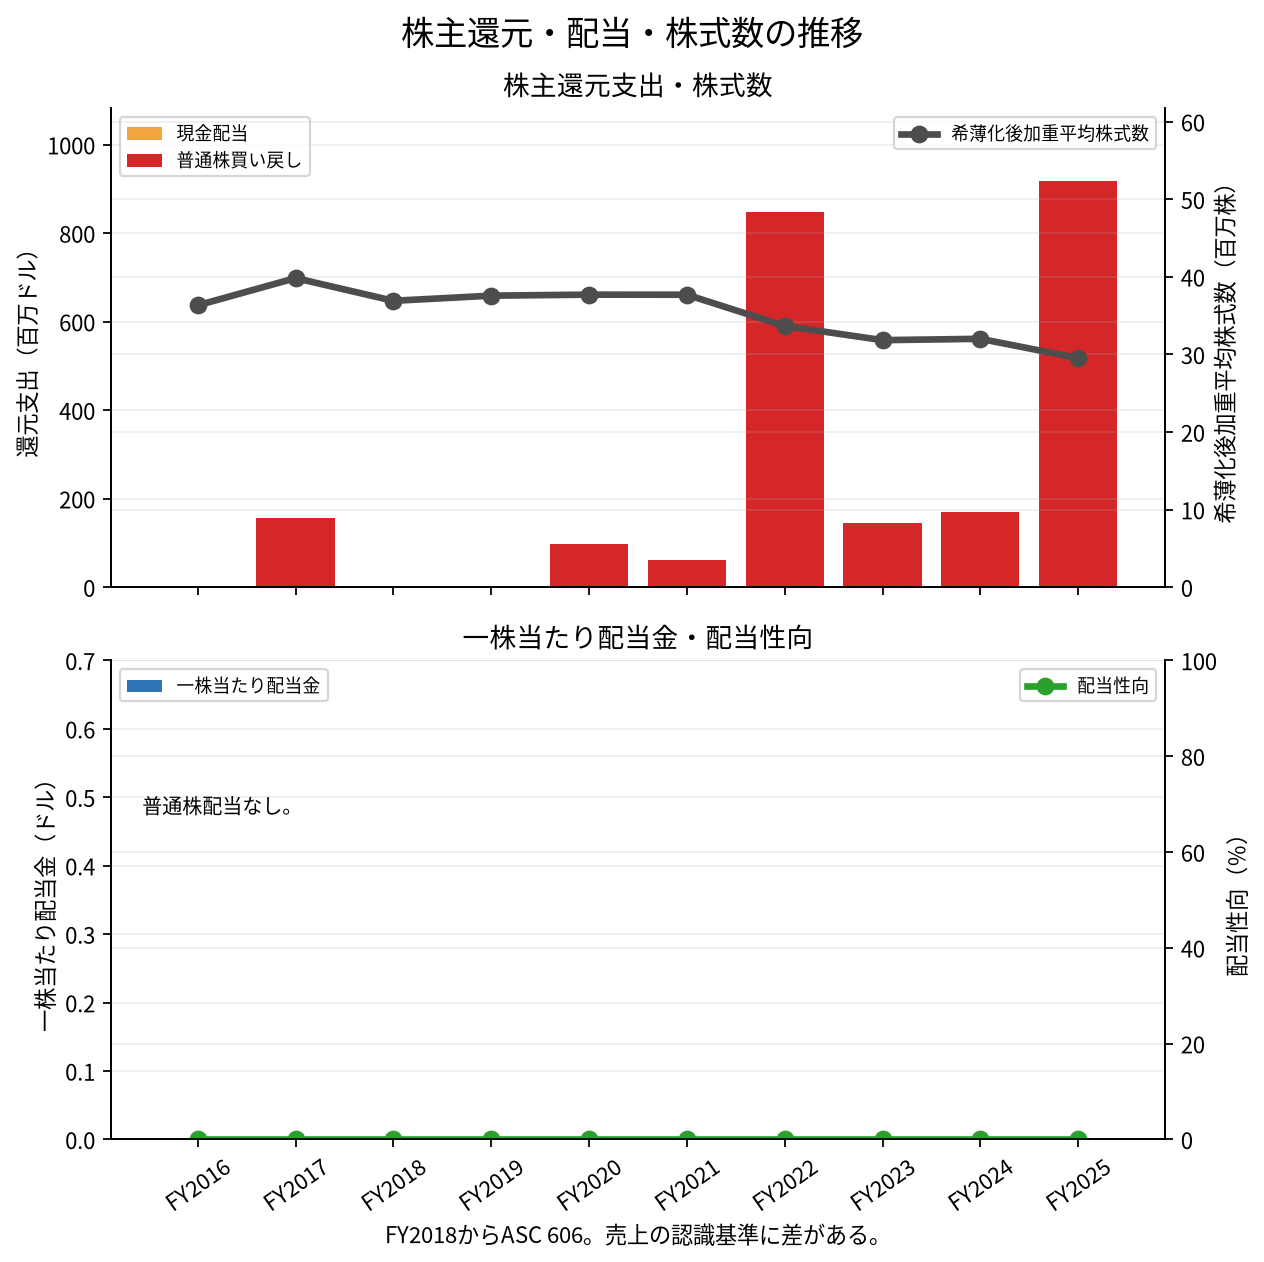 株主還元・配当・株式数の推移
株主還元支出・株式数
現金配当
普通株買い戻し
希薄化後加重平均株式数
還元支出（百万ドル）
1000
800
600
400
200
0
60
50
40
30
20
10
0
希薄化後加重平均株式数（百万株）
一株当たり配当金・配当性向
一株当たり配当金
配当性向
普通株配当なし。
一株当たり配当金（ドル）
0.7
0.6
0.5
0.4
0.3
0.2
0.1
0.0
100
80
60
40
20
0
配当性向（%）
FY2016
FY2017
FY2018
FY2019
FY2020
FY2021
FY2022
FY2023
FY2024
FY2025
FY2018からASC 606。売上の認識基準に差がある。